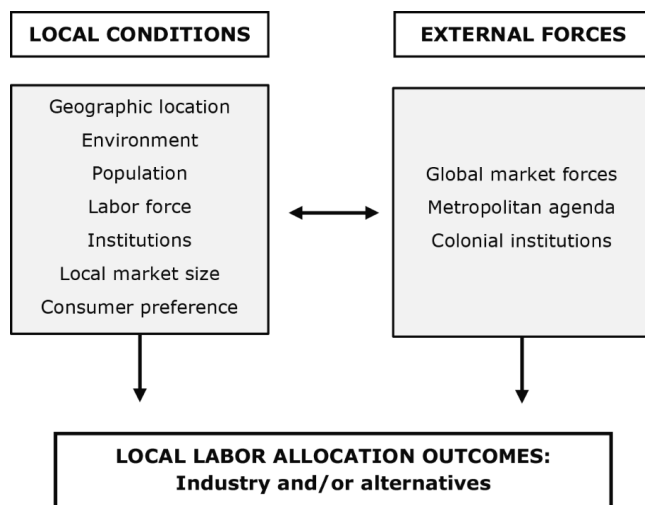 LOCAL CONDITIONS
Geographic location
Environment
Population
Labor force
Institutions
Local market size
Consumer preference
EXTERNAL FORCES
Global market forces
Metropolitan agenda
Colonial institutions
LOCAL LABOR ALLOCATION OUTCOMES:
Industry and/or alternatives